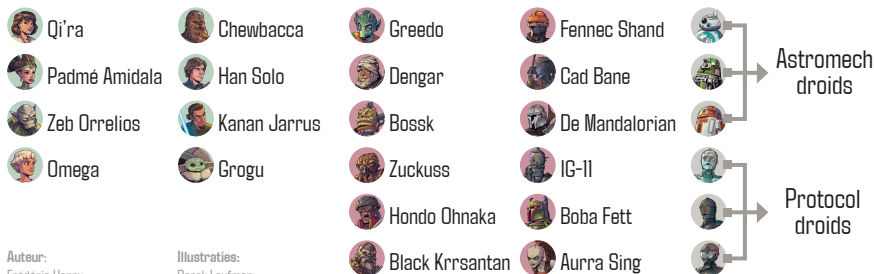 Qi'ra
Padmé Amidala
Zeb Orrelios
Omega
Chewbacca
Han Solo
Kanan Jarrus
Grogu
Greedo
Dengar
Bossk
Zuckuss
Hondo Ohnaka
Black Krrsantan
Fennec Shand
Cad Bane
De Mandalorian
IG-11
Boba Fett
Aurra Sing
Astromech
droids
Protocol
droids
Auteur:
Illustraties: